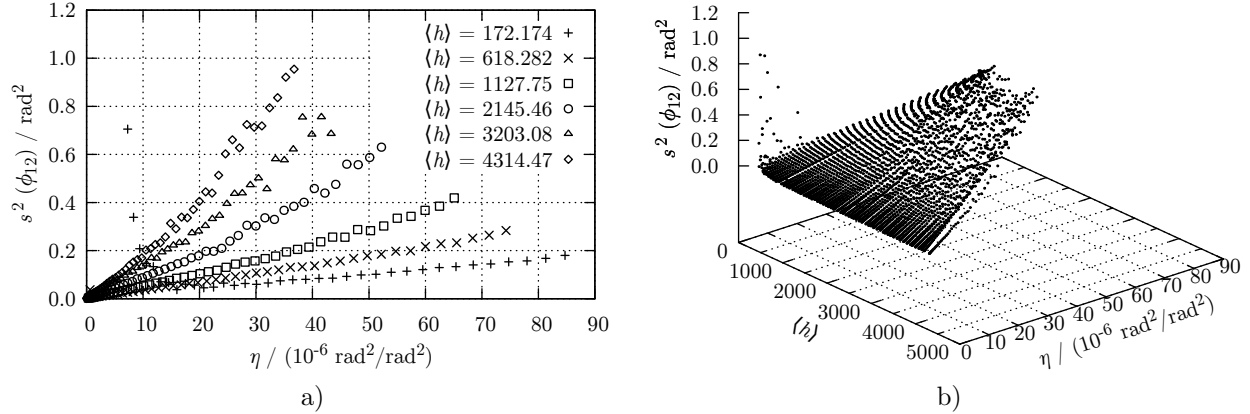 1.2
1.0
0.8
0.6
0.4
0.2
0.0
s² (ϕ₁₂) / rad²
⟨h⟩ = 172.174
⟨h⟩ = 618.282
⟨h⟩ = 1127.75
⟨h⟩ = 2145.46
⟨h⟩ = 3203.08
⟨h⟩ = 4314.47
0 10 20 30 40 50 60 70 80 90
η / (10⁻⁶ rad²/rad²)
a)
1.2
1.0
0.8
0.6
0.4
0.2
0.0
s² (ϕ₁₂) / rad²
0
1000
2000
3000
4000
5000
⟨h⟩
0 10 20 30 40 50 60 70 80 90
η / (10⁻⁶ rad²/rad²)
b)